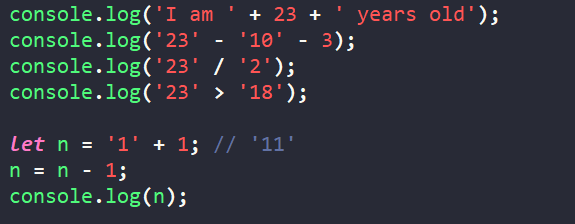 console.log('I am ' + 23 + ' years old');
console.log('23' - '10' - 3);
console.log('23' / '2');
console.log('23' > '18');
let n = '1' + 1; // '11'
n = n - 1;
console.log(n);